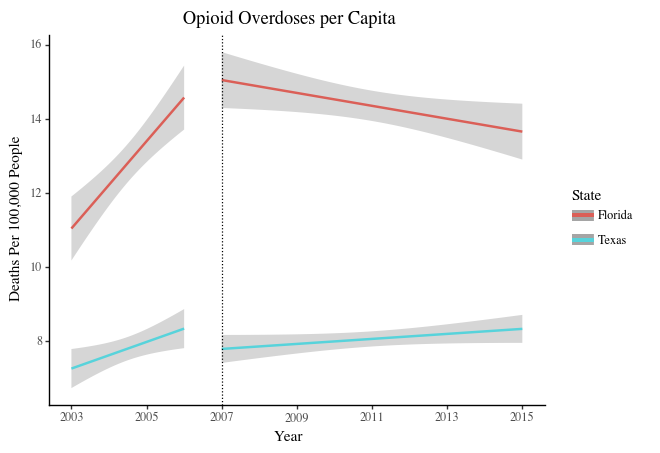 Opioid Overdoses per Capita
Deaths Per 100,000 People
16
14
12
10
8
2003 2005 2007 2009 2011 2013 2015
Year
State
Florida
Texas